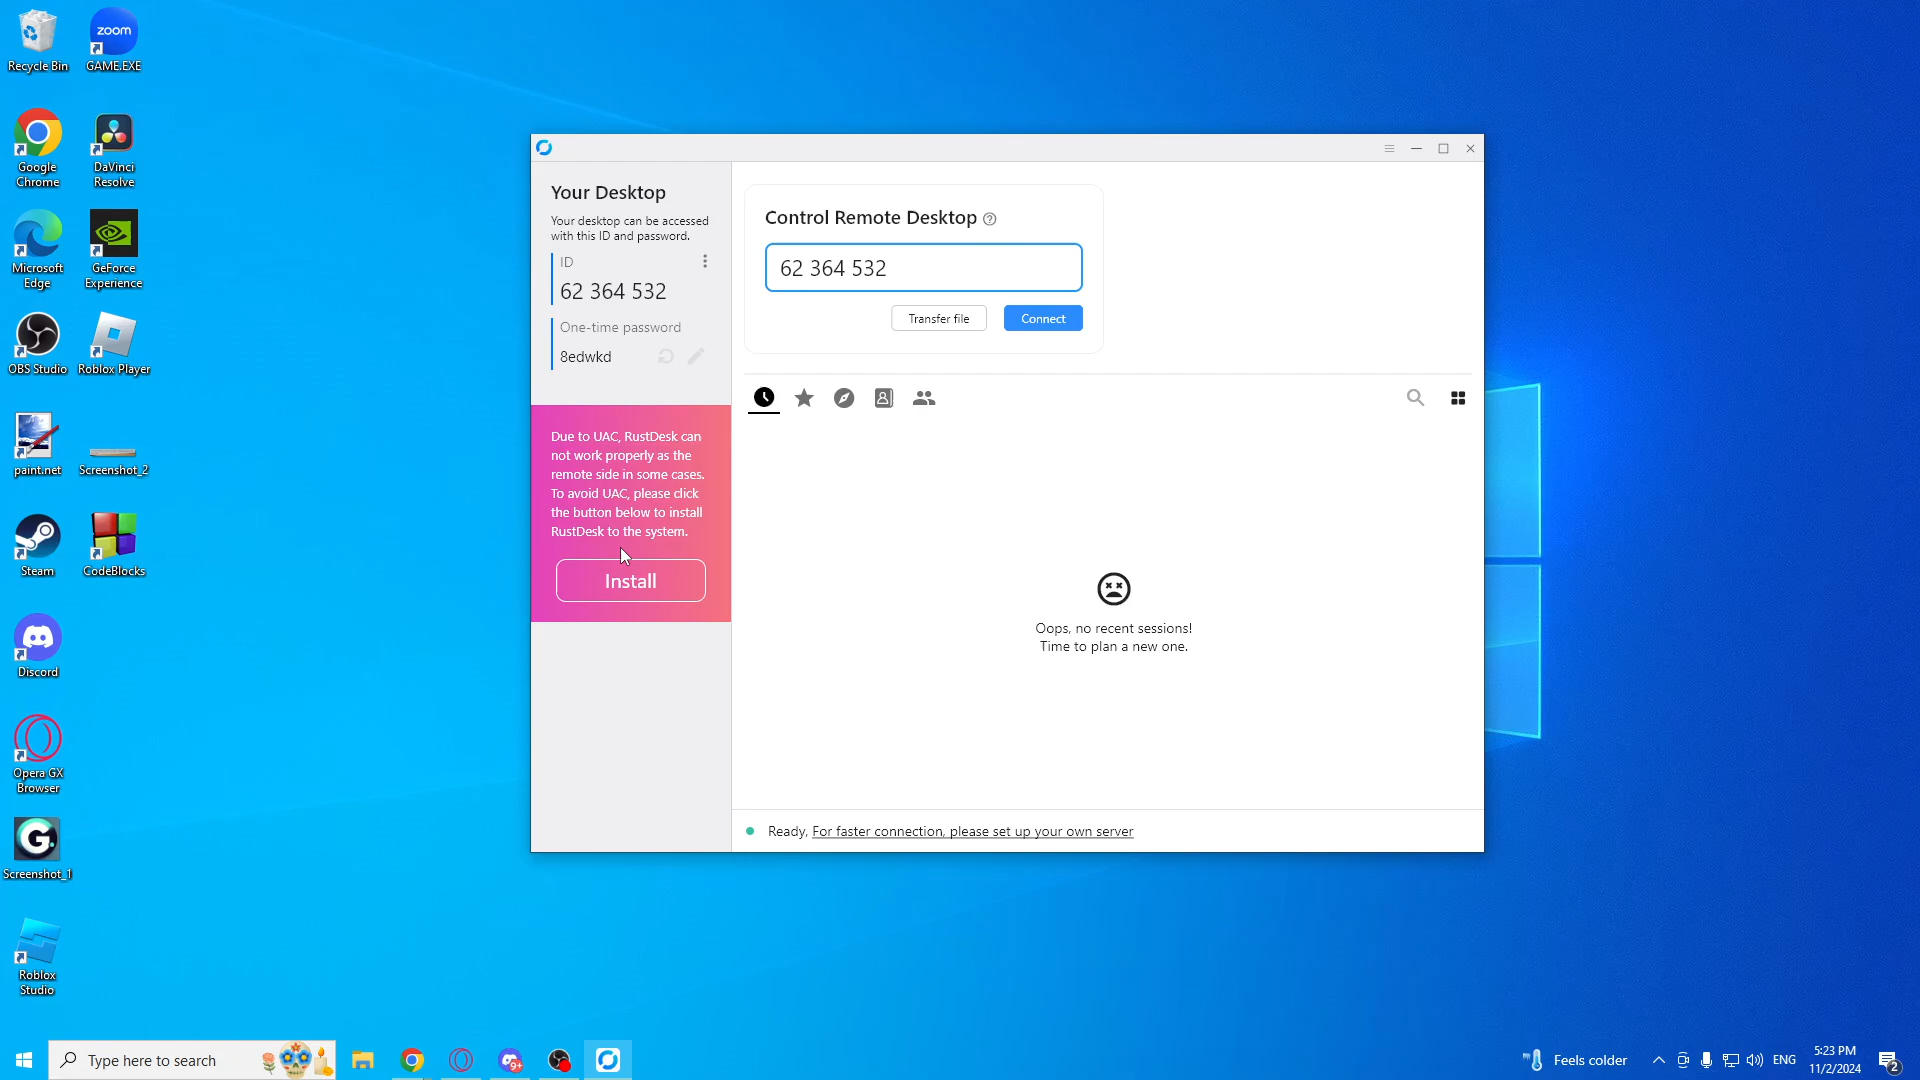 Recycle Bin
zoom
GAME.EXE
Google
Chrome
DaVinci
Resolve
Microsoft
Edge
GeForce
Experience
OBS Studio
Roblox Player
paint.net
Screenshot_2
Steam
CodeBlocks
Discord
Opera GX
Browser
G
Screenshot_1
Roblox
Studio
Your Desktop
Your desktop can be accessed
with this ID and password.
ID
62 364 532
One-time password
8edwkd
Due to UAC, RustDesk can
not work properly as the
remote side in some cases.
To avoid UAC, please click
the button below to install
RustDesk to the system.
Install
Control Remote Desktop
62 364 532
Transfer file
Connect
Oops, no recent sessions!
Time to plan a new one.
Ready, For faster connection, please set up your own server
Type here to search
9+
Feels colder
ENG
5:23 PM
11/2/2024
2